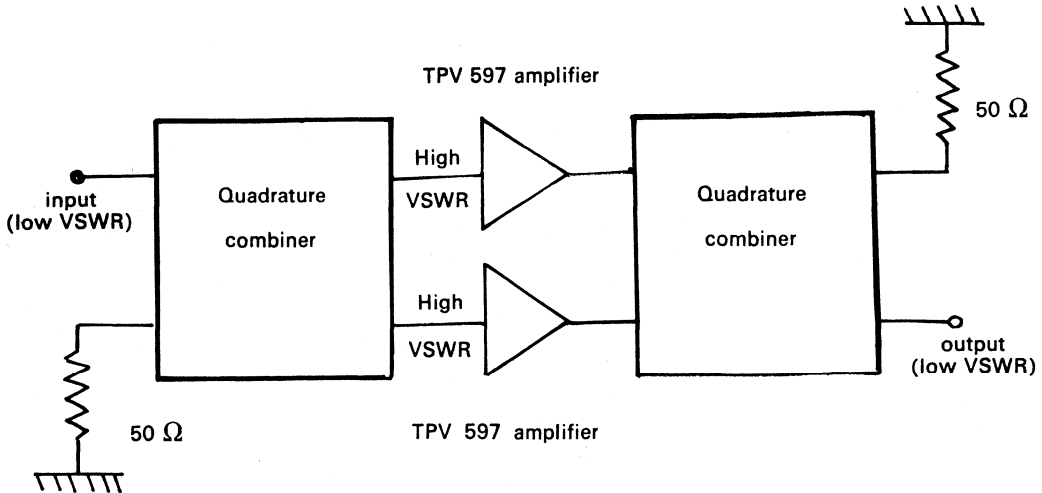 TPV 597 amplifier
50 Ω
input
(low VSWR)
Quadrature
combiner
High
VSWR
Quadrature
combiner
High
VSWR
output
(low VSWR)
50 Ω
TPV 597 amplifier